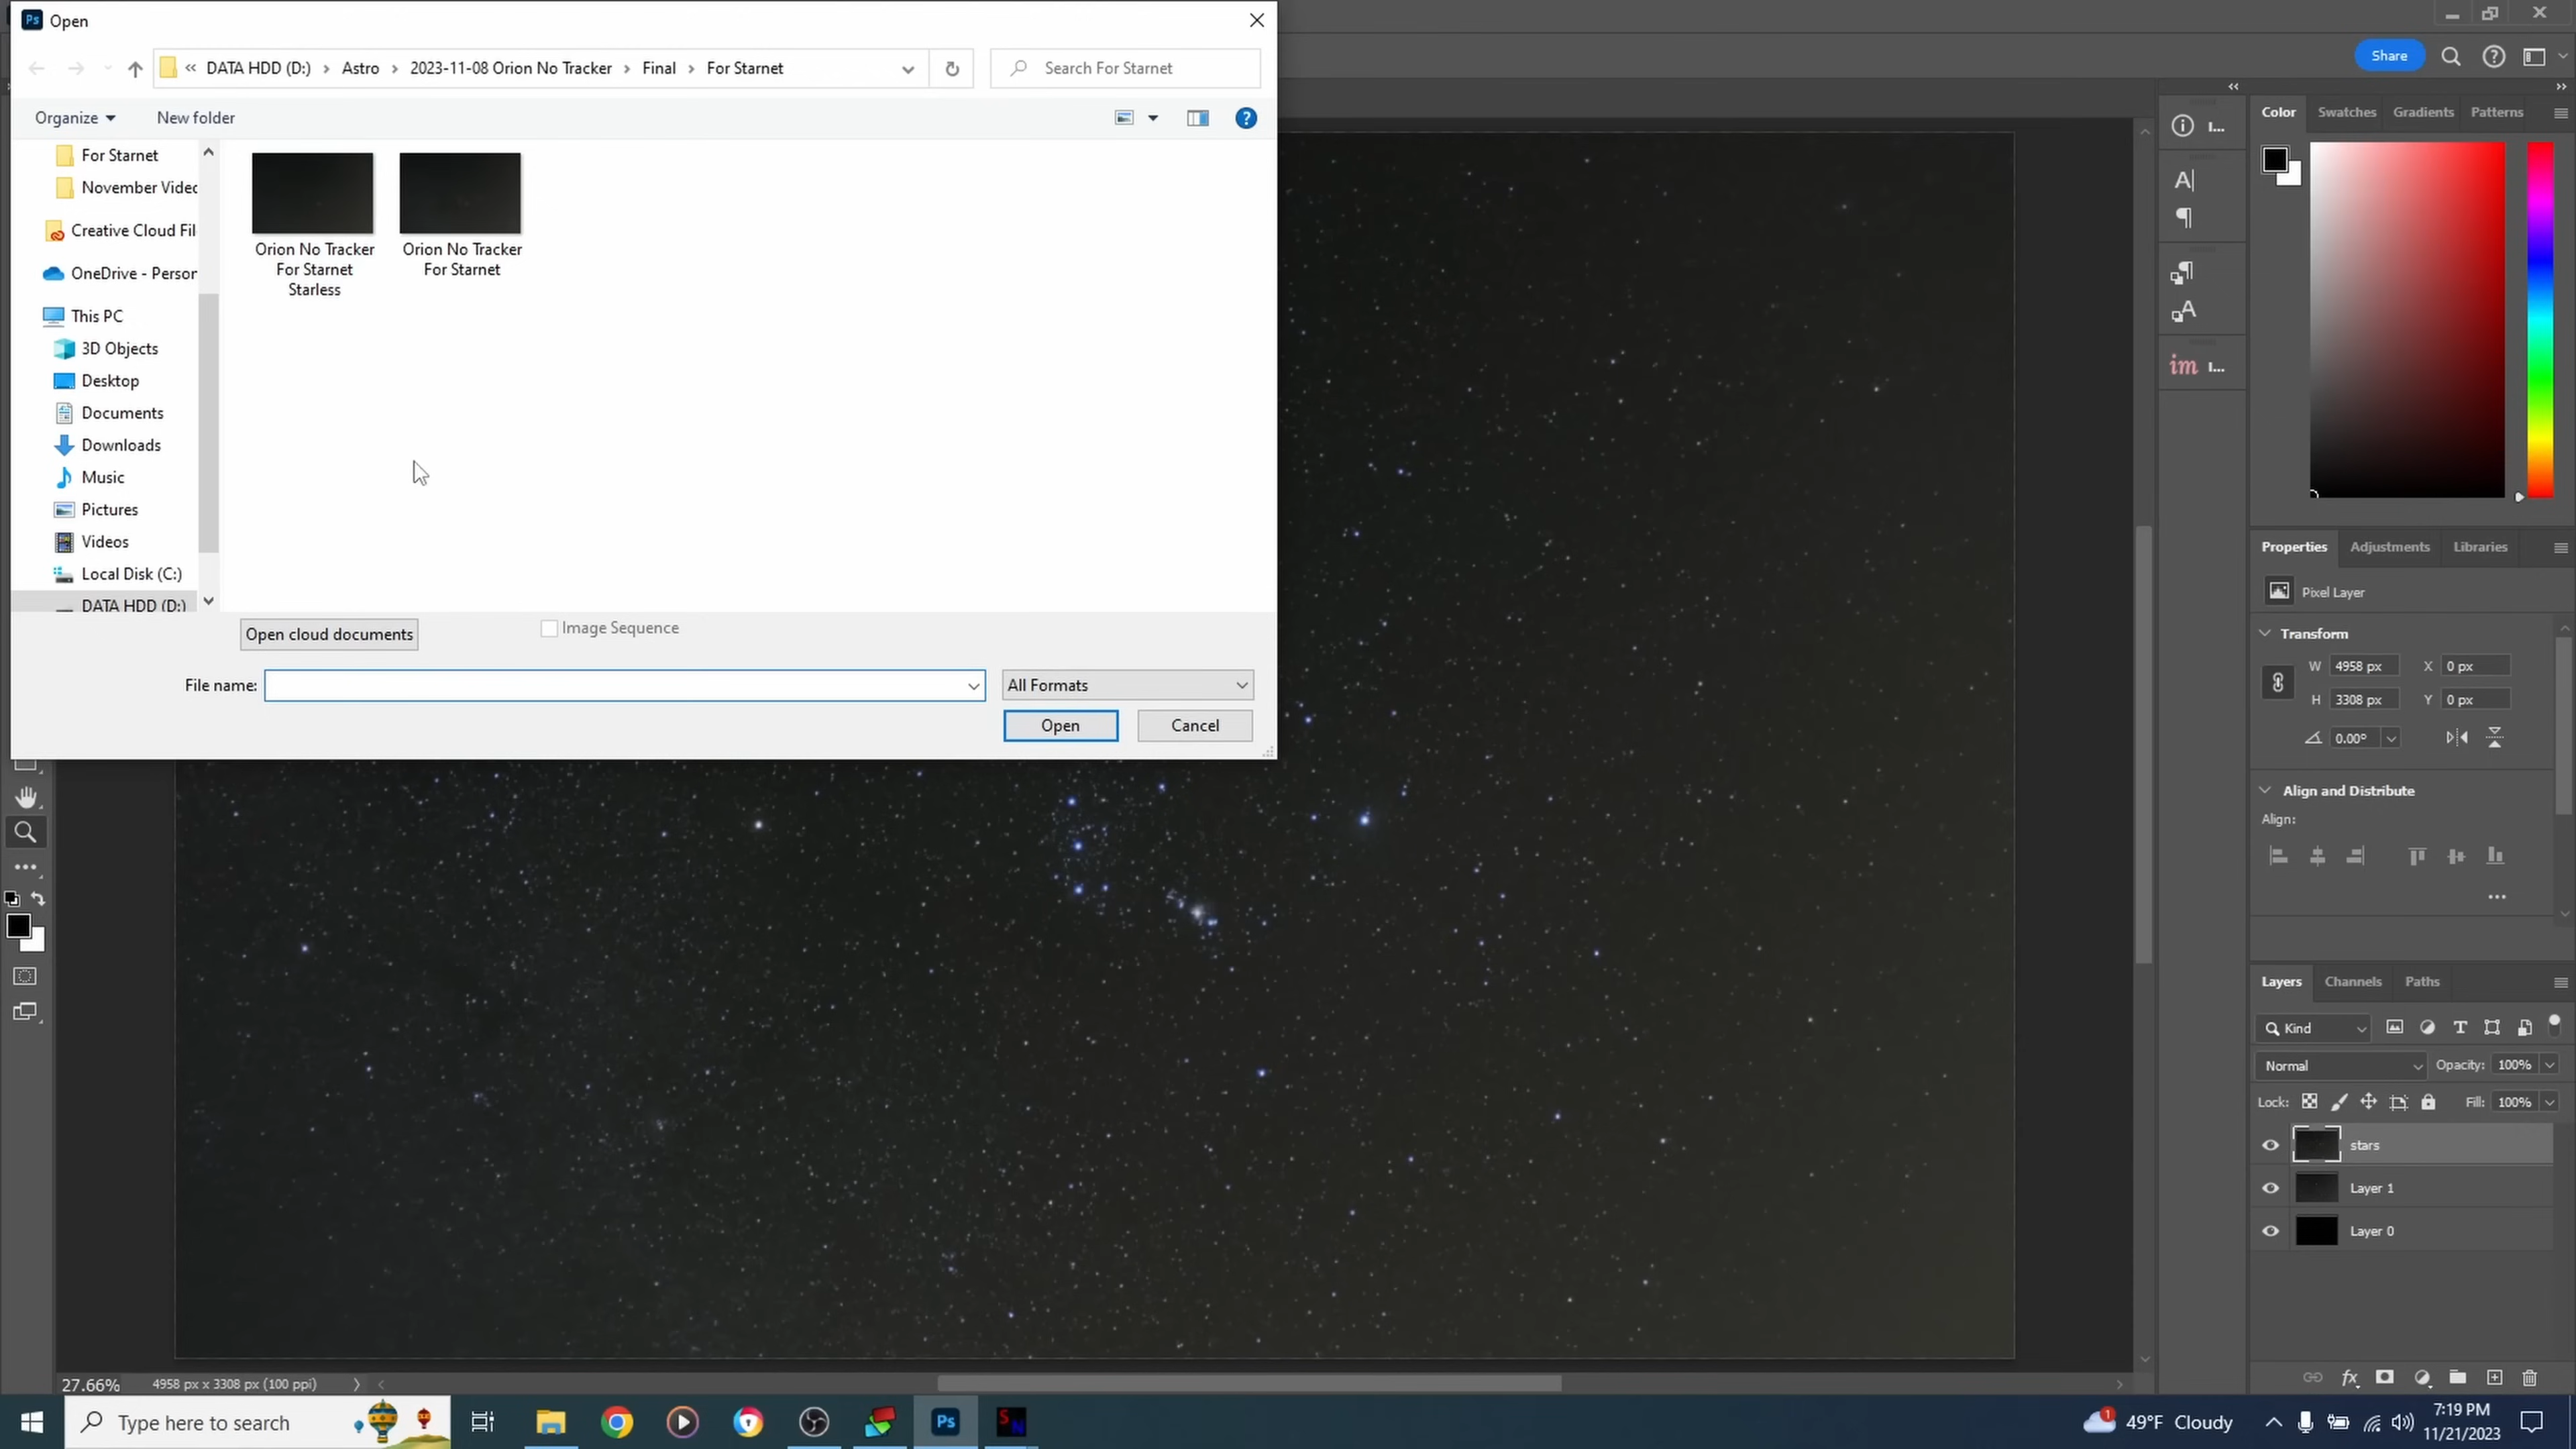 Ps Open
« DATA HDD (D:) › Astro › 2023-11-08 Orion No Tracker › Final › For Starnet
Search For Starnet
Share
Organize
New folder
For Starnet
November Videc
Creative Cloud Fil
OneDrive - Person
This PC
3D Objects
Desktop
Documents
Downloads
Music
Pictures
Videos
Local Disk (C:)
DATA HDD (D:)
Orion No Tracker
For Starnet
Starless
Orion No Tracker
For Starnet
Open cloud documents
Image Sequence
File name:
All Formats
Open
Cancel
I...
im I...
Color
Swatches
Gradients
Patterns
Properties
Adjustments
Libraries
Pixel Layer
Transform
W 4958 px X 0 px
H 3308 px Y 0 px
0.00°
Align and Distribute
Align:
Layers
Channels
Paths
Kind
Normal
Opacity: 100%
Lock:
Fill: 100%
stars
Layer 1
Layer 0
27.66%
4958 px x 3308 px (100 ppi)
Type here to search
Ps
S N
1
49°F Cloudy
7:19 PM
11/21/2023